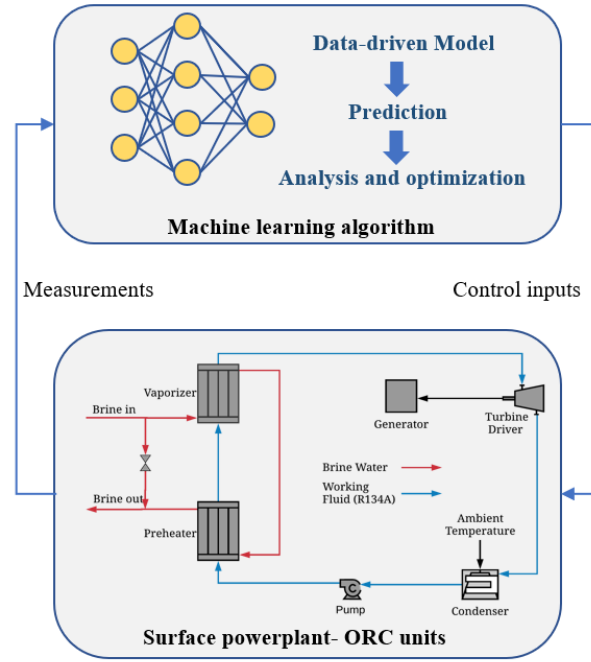 Data-driven Model
Prediction
Analysis and optimization
Machine learning algorithm
Measurements
Control inputs
Vaporizer
Brine in
Generator
Turbine
Driver
Brine Water
Working
Fluid (R134A)
Brine out
Preheater
Ambient
Temperature
C
Pump
Condenser
Surface powerplant- ORC units